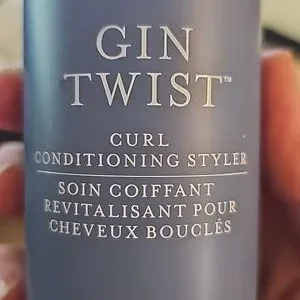 GIN
TWIST™
CURL
CONDITIONING STYLER
SOIN COIFFANT
REVITALISANT POUR
CHEVEUX BOUCLÉS